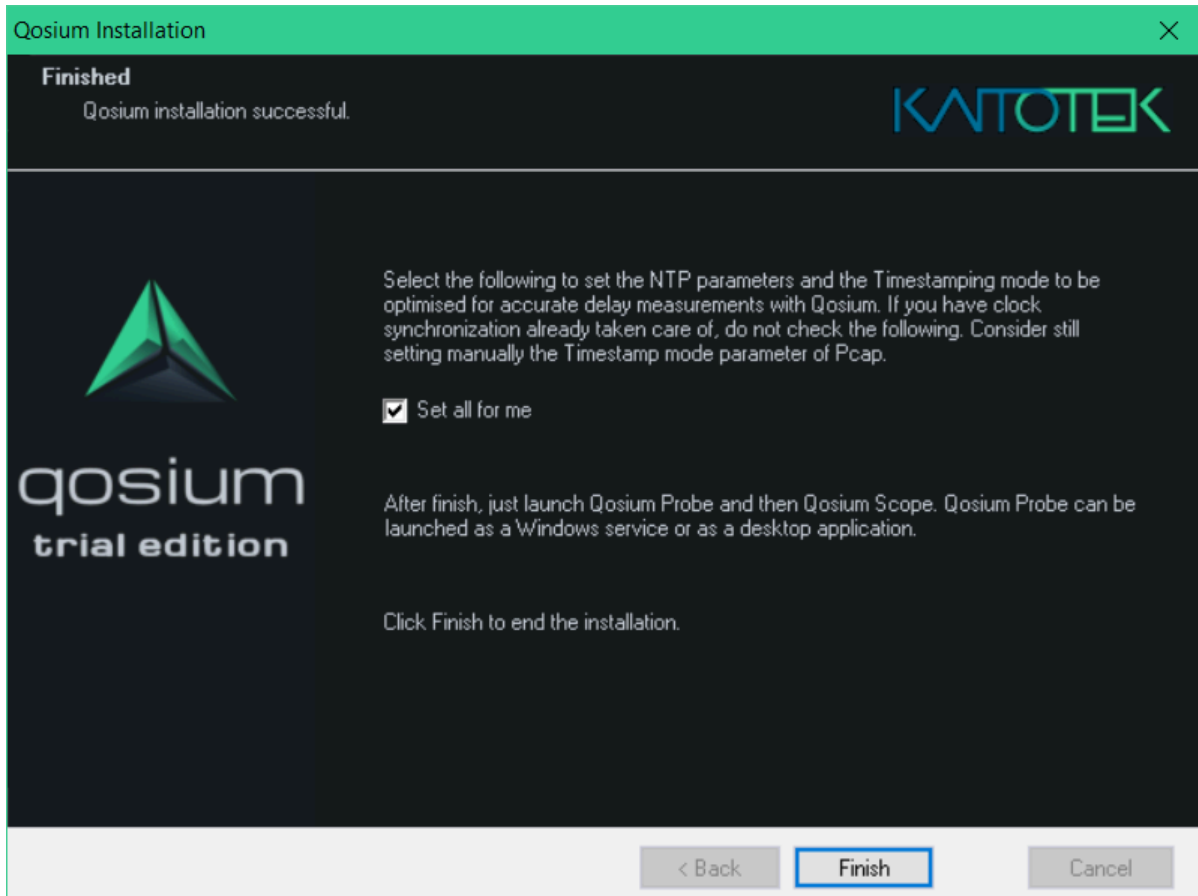 Qosium Installation
Finished
Qosium installation successful.
KAITOTEK
Select the following to set the NTP parameters and the Timestamping mode to be
optimised for accurate delay measurements with Qosium. If you have clock
synchronization already taken care of, do not check the following. Consider still
setting manually the Timestamp mode parameter of Pcap.
Set all for me
qosium
trial edition
After finish, just launch Qosium Probe and then Qosium Scope. Qosium Probe can be
launched as a Windows service or as a desktop application.
Click Finish to end the installation.
< Back
Finish
Cancel